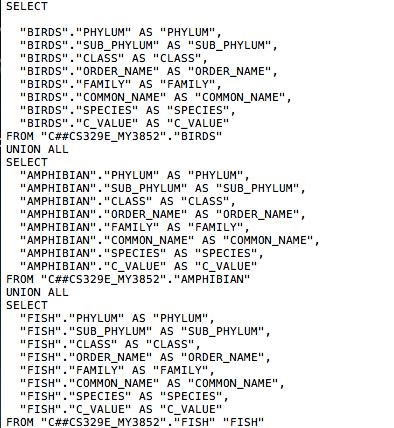 SELECT
"BIRDS"."PHYLUM" AS "PHYLUM",
"BIRDS"."SUB_PHYLUM" AS "SUB_PHYLUM",
"BIRDS"."CLASS" AS "CLASS",
"BIRDS"."ORDER_NAME" AS "ORDER_NAME",
"BIRDS"."FAMILY" AS "FAMILY",
"BIRDS"."COMMON_NAME" AS "COMMON_NAME",
"BIRDS"."SPECIES" AS "SPECIES",
"BIRDS"."C_VALUE" AS "C_VALUE"
FROM "C##CS329E_MY3852"."BIRDS"
UNION ALL
SELECT
"AMPHIBIAN"."PHYLUM" AS "PHYLUM",
"AMPHIBIAN"."SUB_PHYLUM" AS "SUB_PHYLUM",
"AMPHIBIAN"."CLASS" AS "CLASS",
"AMPHIBIAN"."ORDER_NAME" AS "ORDER_NAME",
"AMPHIBIAN"."FAMILY" AS "FAMILY",
"AMPHIBIAN"."COMMON_NAME" AS "COMMON_NAME",
"AMPHIBIAN"."SPECIES" AS "SPECIES",
"AMPHIBIAN"."C_VALUE" AS "C_VALUE"
FROM "C##CS329E_MY3852"."AMPHIBIAN"
UNION ALL
SELECT
"FISH"."PHYLUM" AS "PHYLUM",
"FISH"."SUB_PHYLUM" AS "SUB_PHYLUM",
"FISH"."CLASS" AS "CLASS",
"FISH"."ORDER_NAME" AS "ORDER_NAME",
"FISH"."FAMILY" AS "FAMILY",
"FISH"."COMMON_NAME" AS "COMMON_NAME",
"FISH"."SPECIES" AS "SPECIES",
"FISH"."C_VALUE" AS "C_VALUE"
FROM "C##CS329E_MY3852"."FISH" "FISH"